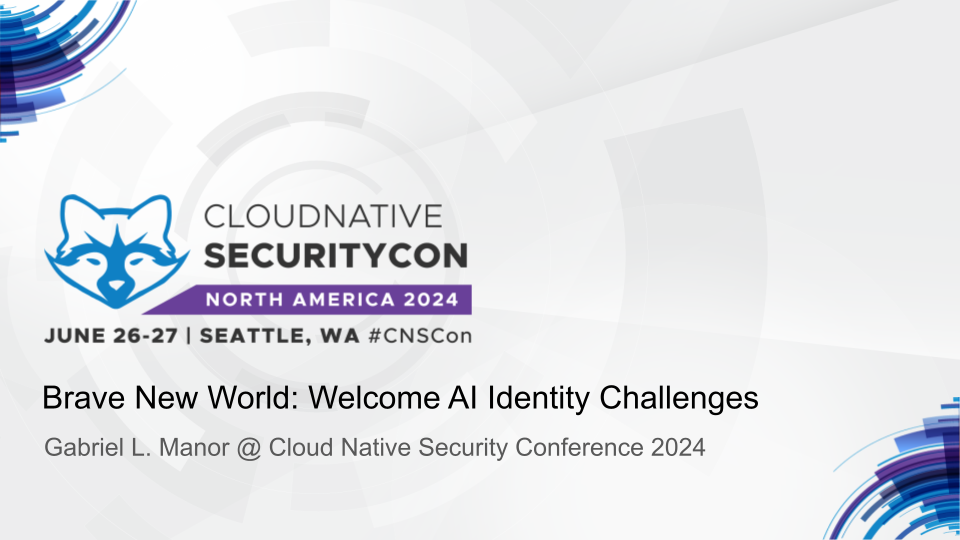 CLOUDNATIVE
SECURITYCON
NORTH AMERICA 2024
JUNE 26-27 | SEATTLE, WA #CNSCon
Brave New World: Welcome AI Identity Challenges
Gabriel L. Manor @ Cloud Native Security Conference 2024